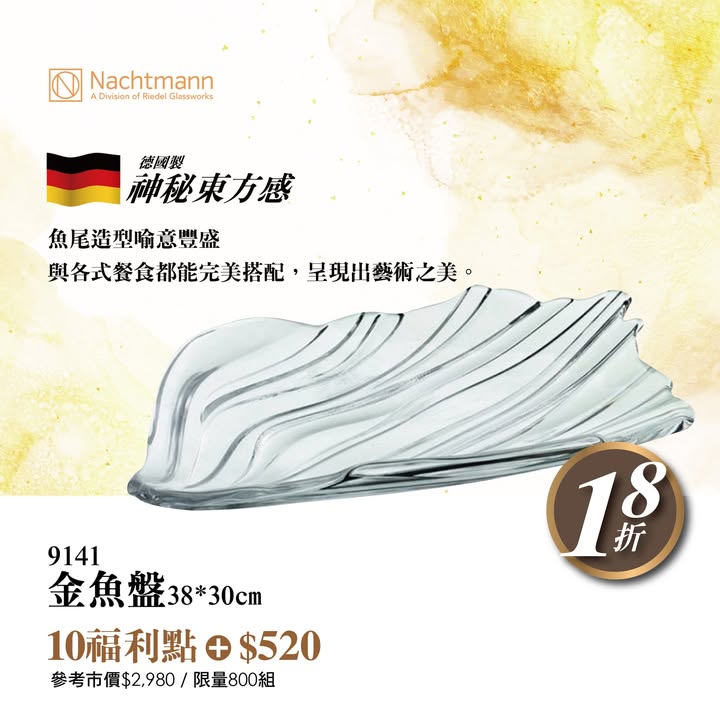 Nachtmann
A Division of Riedel Glassworks
德國製
神秘東方感
魚尾造型喻意豐盛
與各式餐食都能完美搭配，呈現出藝術之美。
18折
9141
金魚盤38*30cm
10福利點+$520
參考市價$2,980 / 限量800組